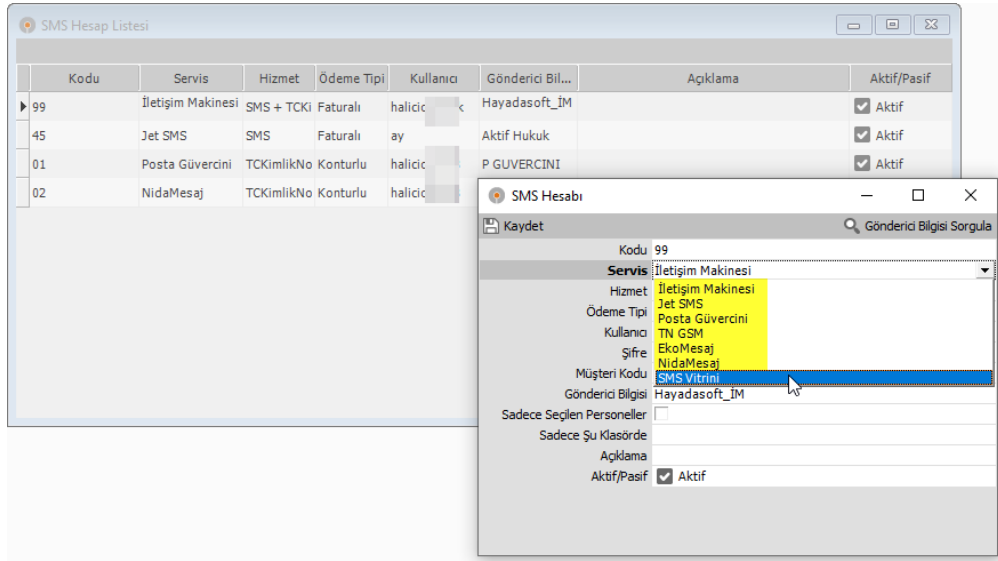 SMS Hesap Listesi
Kodu Servis Hizmet Ödeme Tipi Kullanıcı Gönderici Bil... Açıklama Aktif/Pasif
99 İletişim Makinesi SMS + TCKi Faturalı halicic k Hayadasoft_İM Aktif
45 Jet SMS SMS Faturalı ay Aktif Hukuk Aktif
01 Posta Güvercini TCKimlikNo Konturlu halicic P GUVERCINI Aktif
02 NidaMesaj TCKimlikNo Konturlu halicic
SMS Hesabı
Kaydet Gönderici Bilgisi Sorgula
Kodu 99
Servis İletişim Makinesi
Hizmet İletişim Makinesi
Jet SMS
Ödeme Tipi Posta Güvercini
Kullanıcı TN GSM
Şifre EkoMesaj
NidaMesaj
Müşteri Kodu SMS Vitrini
Gönderici Bilgisi Hayadasoft_İM
Sadece Seçilen Personeller
Sadece Şu Klasörde
Açıklama
Aktif/Pasif Aktif